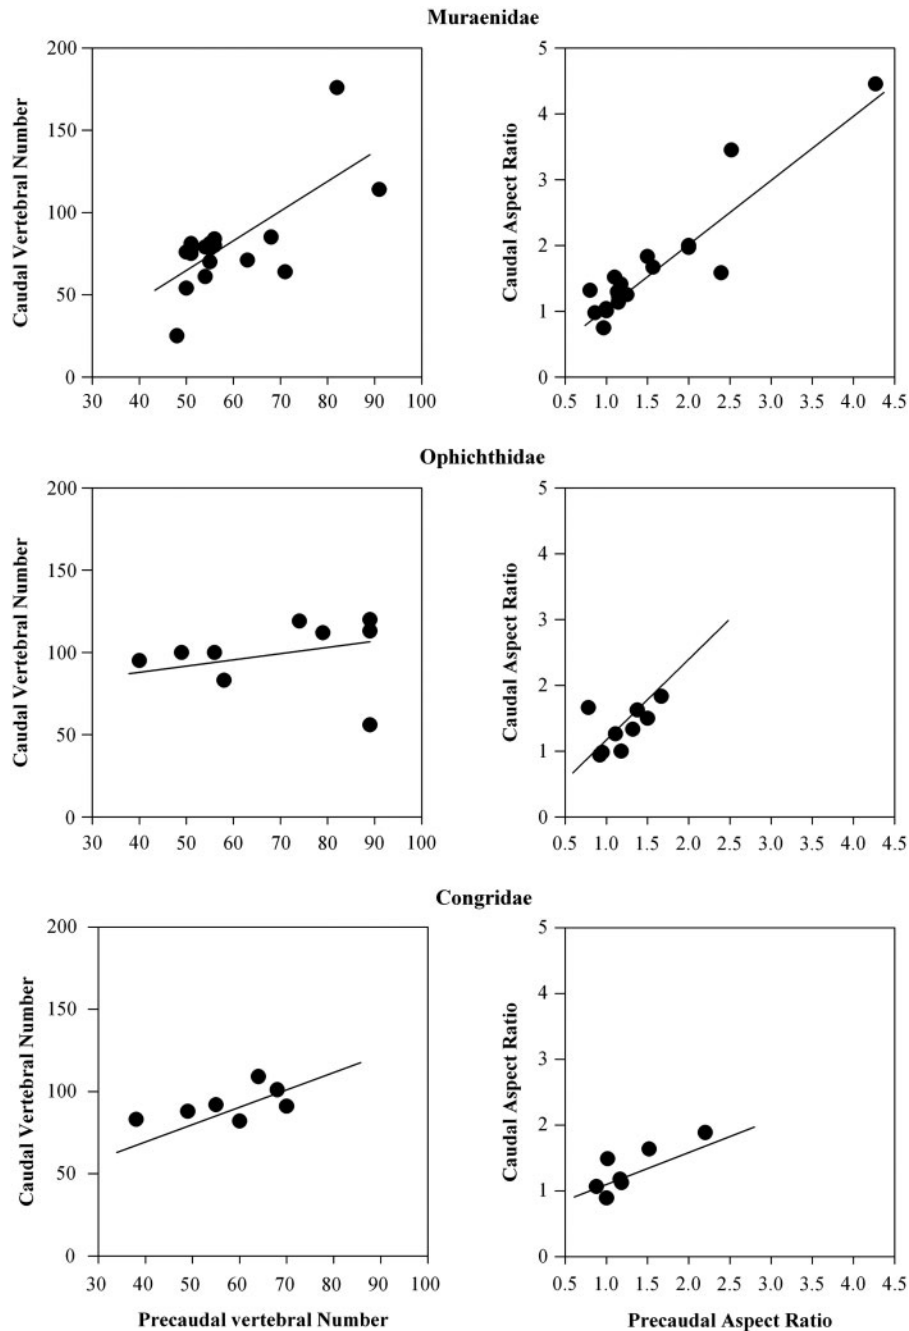 Muraenidae
Caudal Vertebral Number
200
150
100
50
0
30 40 50 60 70 80 90 100
Caudal Aspect Ratio
5
4
3
2
1
0
0.5 1.0 1.5 2.0 2.5 3.0 3.5 4.0 4.5
Ophichthidae
Caudal Vertebral Number
200
150
100
50
0
30 40 50 60 70 80 90 100
Caudal Aspect Ratio
5
4
3
2
1
0
0.5 1.0 1.5 2.0 2.5 3.0 3.5 4.0 4.5
Congridae
Caudal Vertebral Number
200
150
100
50
0
30 40 50 60 70 80 90 100
Precaudal vertebral Number
Caudal Aspect Ratio
5
4
3
2
1
0
0.5 1.0 1.5 2.0 2.5 3.0 3.5 4.0 4.5
Precaudal Aspect Ratio